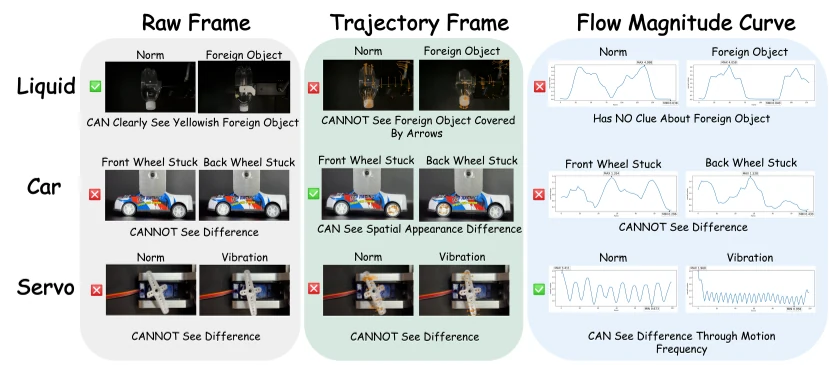 Raw Frame
Trajectory Frame
Flow Magnitude Curve
Liquid
Norm
Foreign Object
CAN Clearly See Yellowish Foreign Object
Norm
Foreign Object
CANNOT See Foreign Object Covered
By Arrows
Norm
Foreign Object
Has NO Clue About Foreign Object
Car
Front Wheel Stuck
Back Wheel Stuck
CANNOT See Difference
Front Wheel Stuck
Back Wheel Stuck
CAN See Spatial Appearance Difference
Front Wheel Stuck
Back Wheel Stuck
CANNOT See Difference
Servo
Norm
Vibration
CANNOT See Difference
Norm
Vibration
CANNOT See Difference
Norm
Vibration
CAN See Difference Through Motion
Frequency